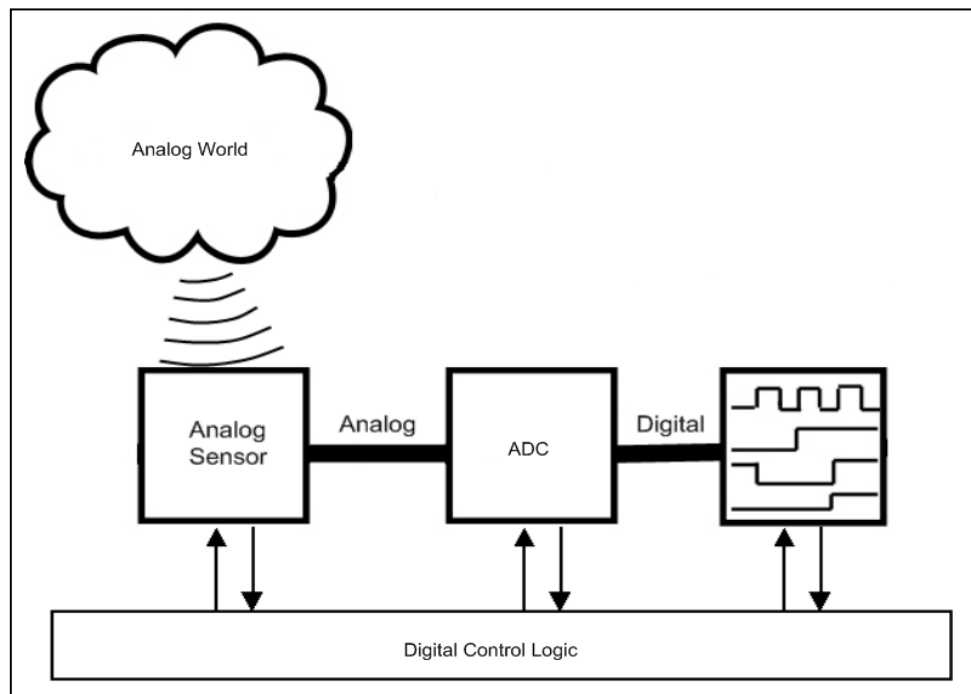 Analog World
Analog
Sensor
Analog
ADC
Digital
Digital Control Logic